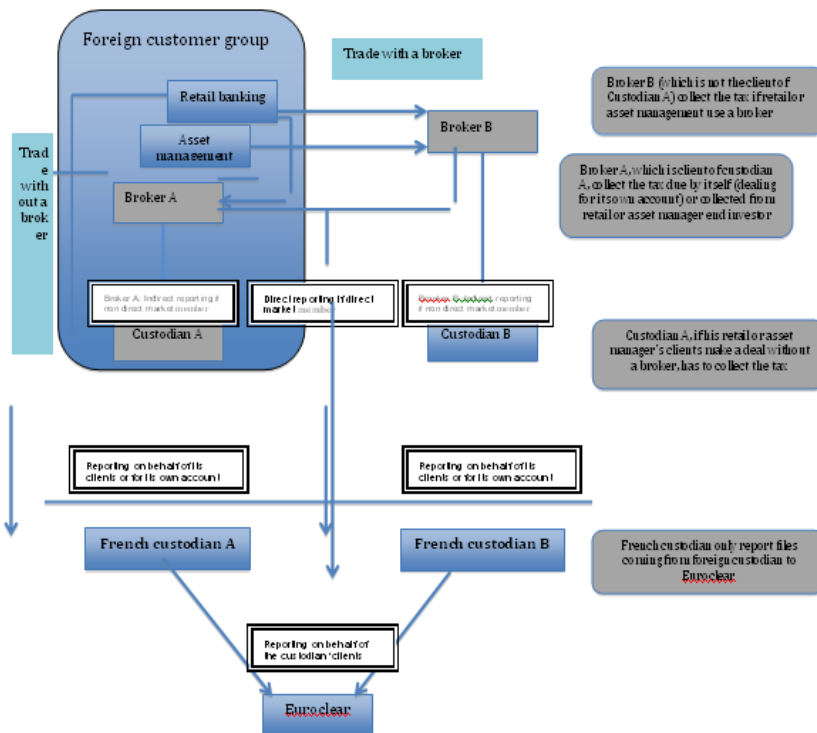 Foreign customer group
Trade with a broker
Retail banking
Asset
management
Broker B
Broker A
Trad
e
with
out a
brok
er
Broker B (which is not the client of
Custodian A) collect the tax if retail or
asset management use a broker
Broker A, which is client of custodian
A, collect the tax due by itself (dealing
for its own account) or collected from
retail or asset manager end investor
Broker A: Indirect reporting if
non direct market member
Direct reporting if direct
market member
Broker B: Indirect reporting
if non direct market member
Custodian A
Custodian B
Custodian A, if his retail or asset
manager's clients make a deal without
a broker, has to collect the tax
Reporting on behalf of its
clients or for its own account
Reporting on behalf of its
clients or for its own account
French custodian A
French custodian B
French custodian only report files
coming from foreign custodian to
Euroclear
Reporting on behalf of
the custodian 'clients
Euroclear